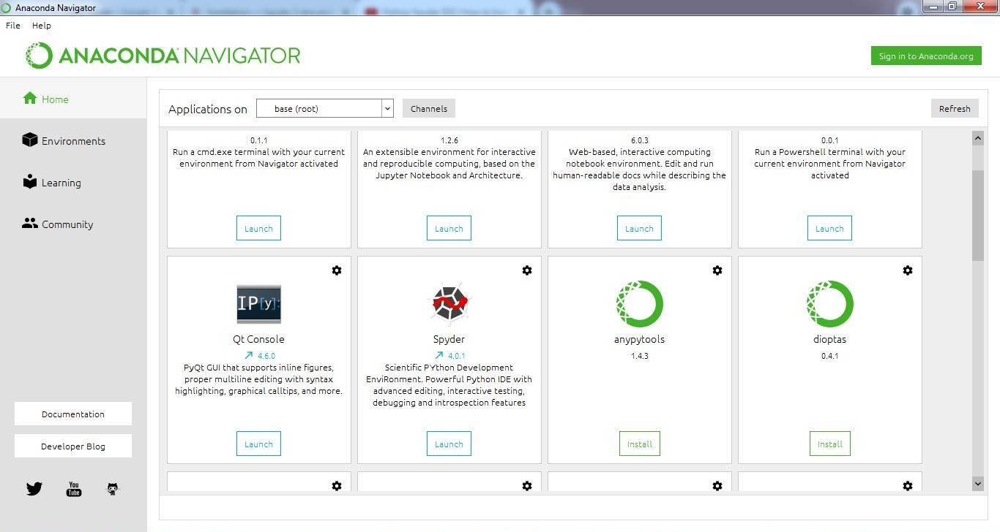 Anaconda Navigator
File Help
ANACONDA NAVIGATOR
Sign in to Anaconda.org
Home
Environments
Learning
Community
Documentation
Developer Blog
You
Tube
Applications on
base (root)
Channels
Refresh
0.1.1
Run a cmd.exe terminal with your current
environment from Navigator activated
Launch
1.2.6
An extensible environment for interactive
and reproducible computing, based on the
Jupyter Notebook and Architecture.
Launch
6.0.3
Web-based, interactive computing
notebook environment. Edit and run
human-readable docs while describing the
data analysis.
Launch
0.0.1
Run a Powershell terminal with your
current environment from Navigator
activated
Launch
IP[y]:
Qt Console
4.6.0
PyQt GUI that supports inline figures,
proper multiline editing with syntax
highlighting, graphical calltips, and more.
Launch
Spyder
4.0.1
Scientific PYthon Development
EnviRonment. Powerful Python IDE with
advanced editing, interactive testing,
debugging and introspection features
Launch
anypytools
1.4.3
Install
dioptas
0.4.1
Install